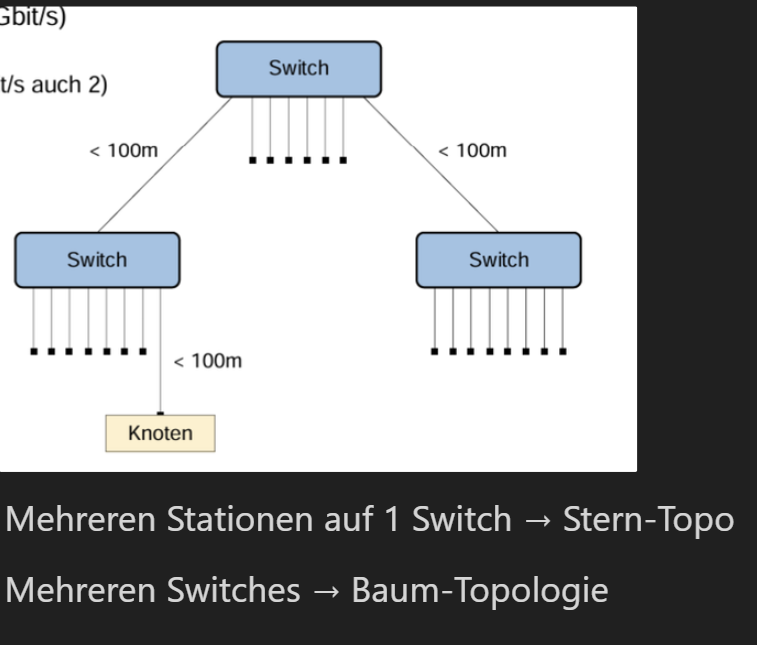 Gbit/s)
Switch
t/s auch 2)
< 100m
< 100m
Switch
Switch
< 100m
Knoten
Mehreren Stationen auf 1 Switch → Stern-Topo
Mehreren Switches → Baum-Topologie